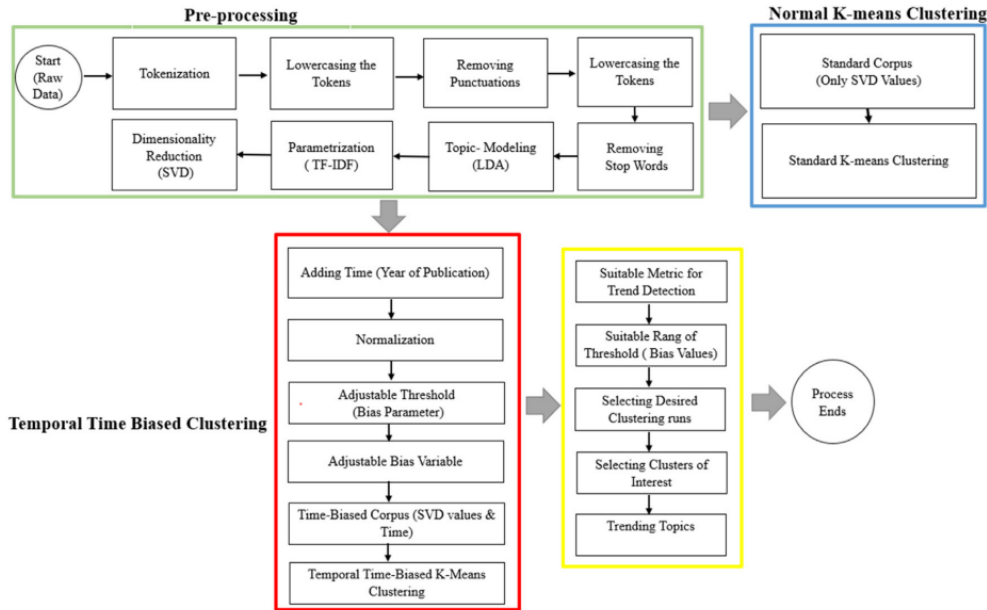 Pre-processing
Normal K-means Clustering
Start
(Raw
Data)
Tokenization
Lowercasing the
Tokens
Removing
Punctuations
Lowercasing the
Tokens
Removing
Stop Words
Topic- Modeling
(LDA)
Parametrization
( TF-IDF)
Dimensionality
Reduction
(SVD)
Standard Corpus
(Only SVD Values)
Standard K-means Clustering
Temporal Time Biased Clustering
Adding Time (Year of Publication)
Normalization
Adjustable Threshold
(Bias Parameter)
Adjustable Bias Variable
Time-Biased Corpus (SVD values &
Time)
Temporal Time-Biased K-Means
Clustering
Suitable Metric for
Trend Detection
Suitable Rang of
Threshold ( Bias Values)
Selecting Desired
Clustering runs
Selecting Clusters of
Interest
Trending Topics
Process
Ends